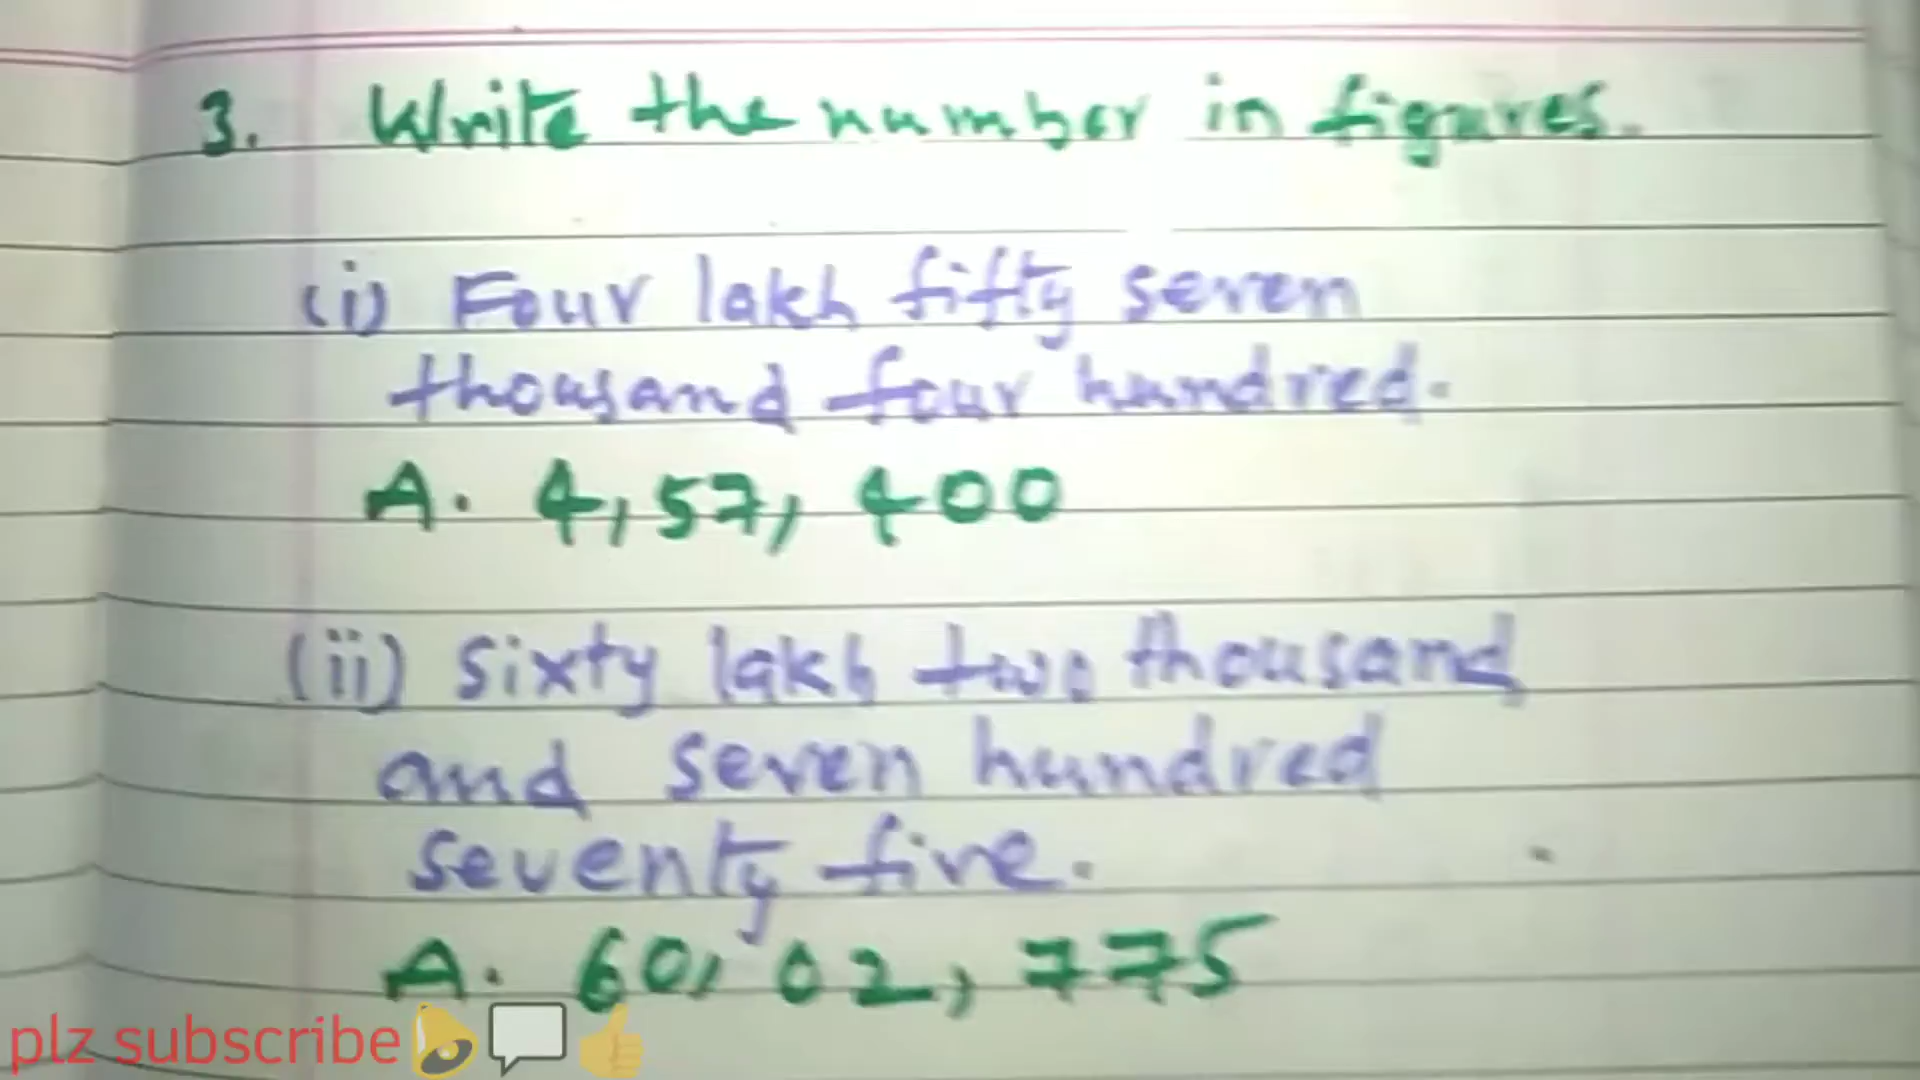 3. Write the number in figures.
(i) Four lakh fifty seven
thousand four hundred.
A. 4,57,400
(ii) Sixty lakh two thousand
and seven hundred
seventy five.
A. 60,02,775
plz subscribe